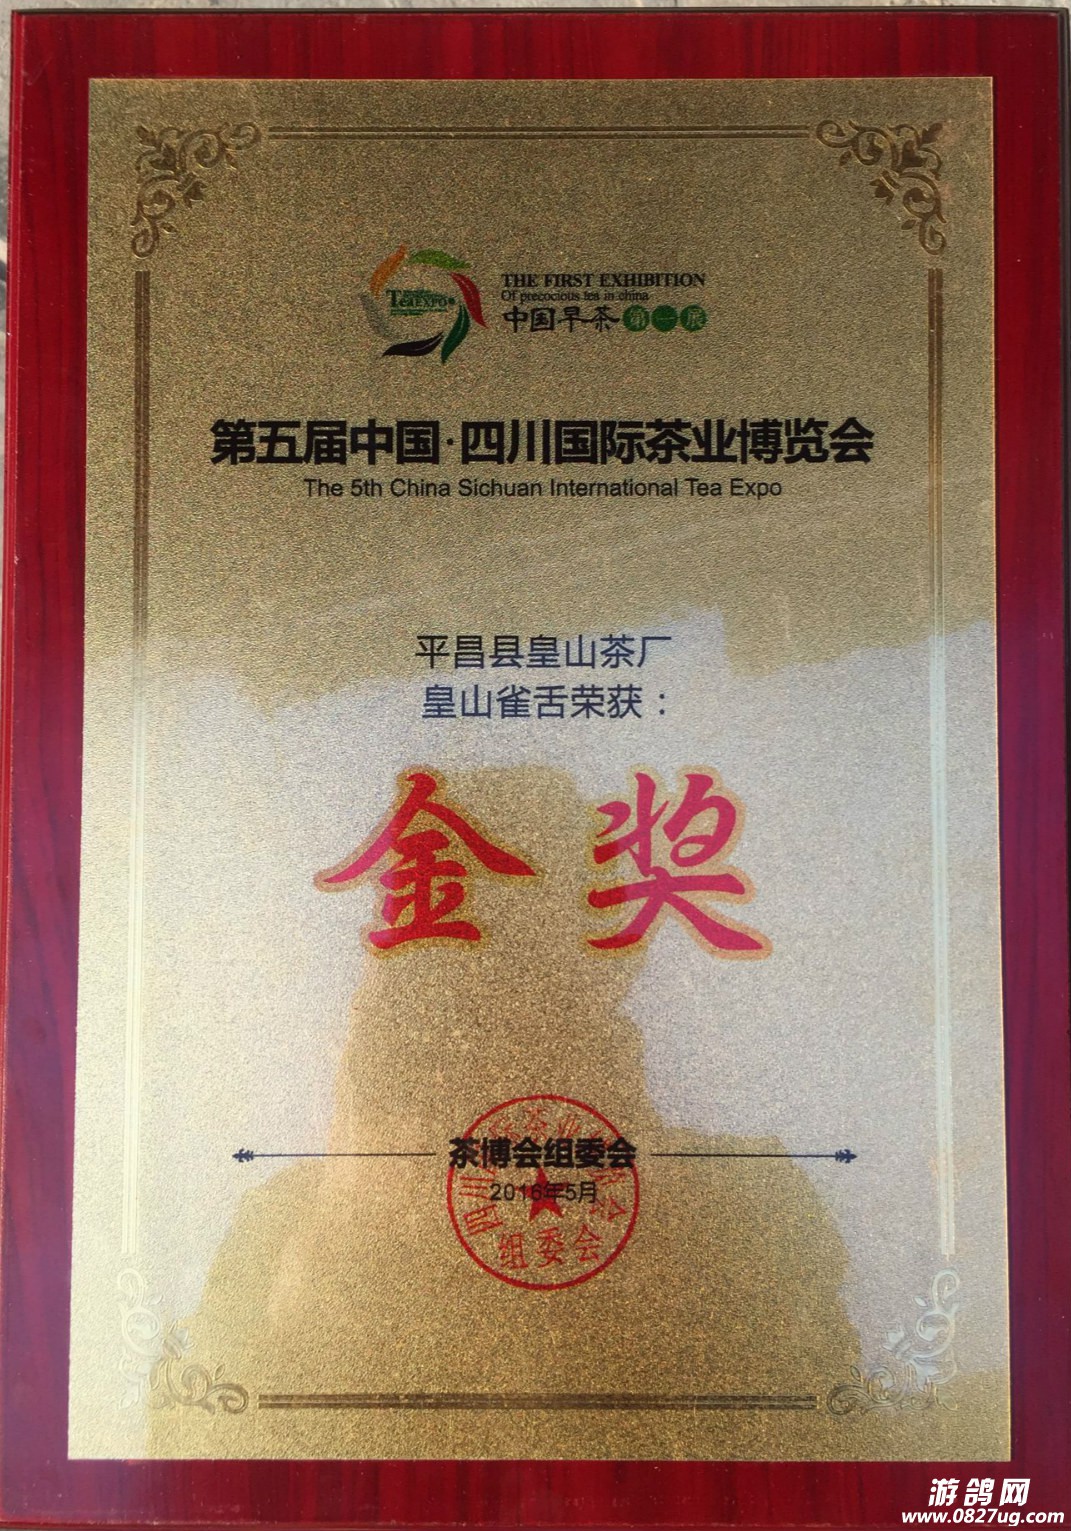 TEAEXPO
THE FIRST EXHIBITION
Of precocious tea in china
中国早茶第一展
第五届中国·四川国际茶业博览会
The 5th China Sichuan International Tea Expo
平昌县皇山茶厂
皇山雀舌荣获：
金奖
茶博会组委会
2016年5月
组委会
游鸽网
www.0827ug.com